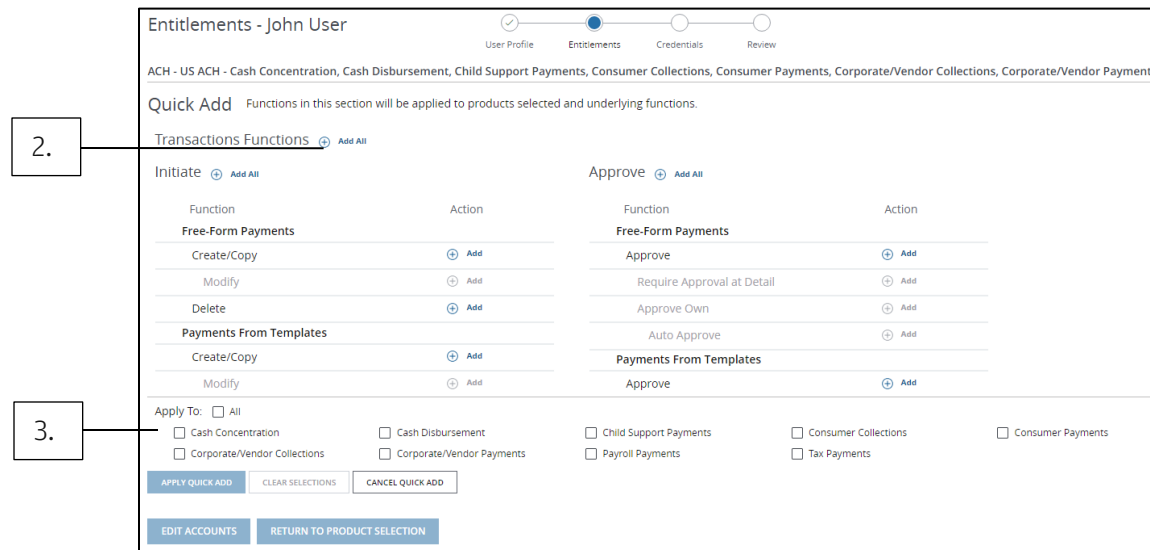 Entitlements - John User
User Profile Entitlements Credentials Review
ACH - US ACH - Cash Concentration, Cash Disbursement, Child Support Payments, Consumer Collections, Consumer Payments, Corporate/Vendor Collections, Corporate/Vendor Payment
Quick Add Functions in this section will be applied to products selected and underlying functions.
2.
Transactions Functions Add All
Initiate Add All
Function Action
Free-Form Payments
Create/Copy Add
Modify Add
Delete Add
Payments From Templates
Create/Copy Add
Modify Add
Approve Add All
Function Action
Free-Form Payments
Approve Add
Require Approval at Detail Add
Approve Own Add
Auto Approve Add
Payments From Templates
Approve Add
3.
Apply To: All
Cash Concentration Cash Disbursement Child Support Payments Consumer Collections Consumer Payments
Corporate/Vendor Collections Corporate/Vendor Payments Payroll Payments Tax Payments
APPLY QUICK ADD CLEAR SELECTIONS CANCEL QUICK ADD
EDIT ACCOUNTS RETURN TO PRODUCT SELECTION